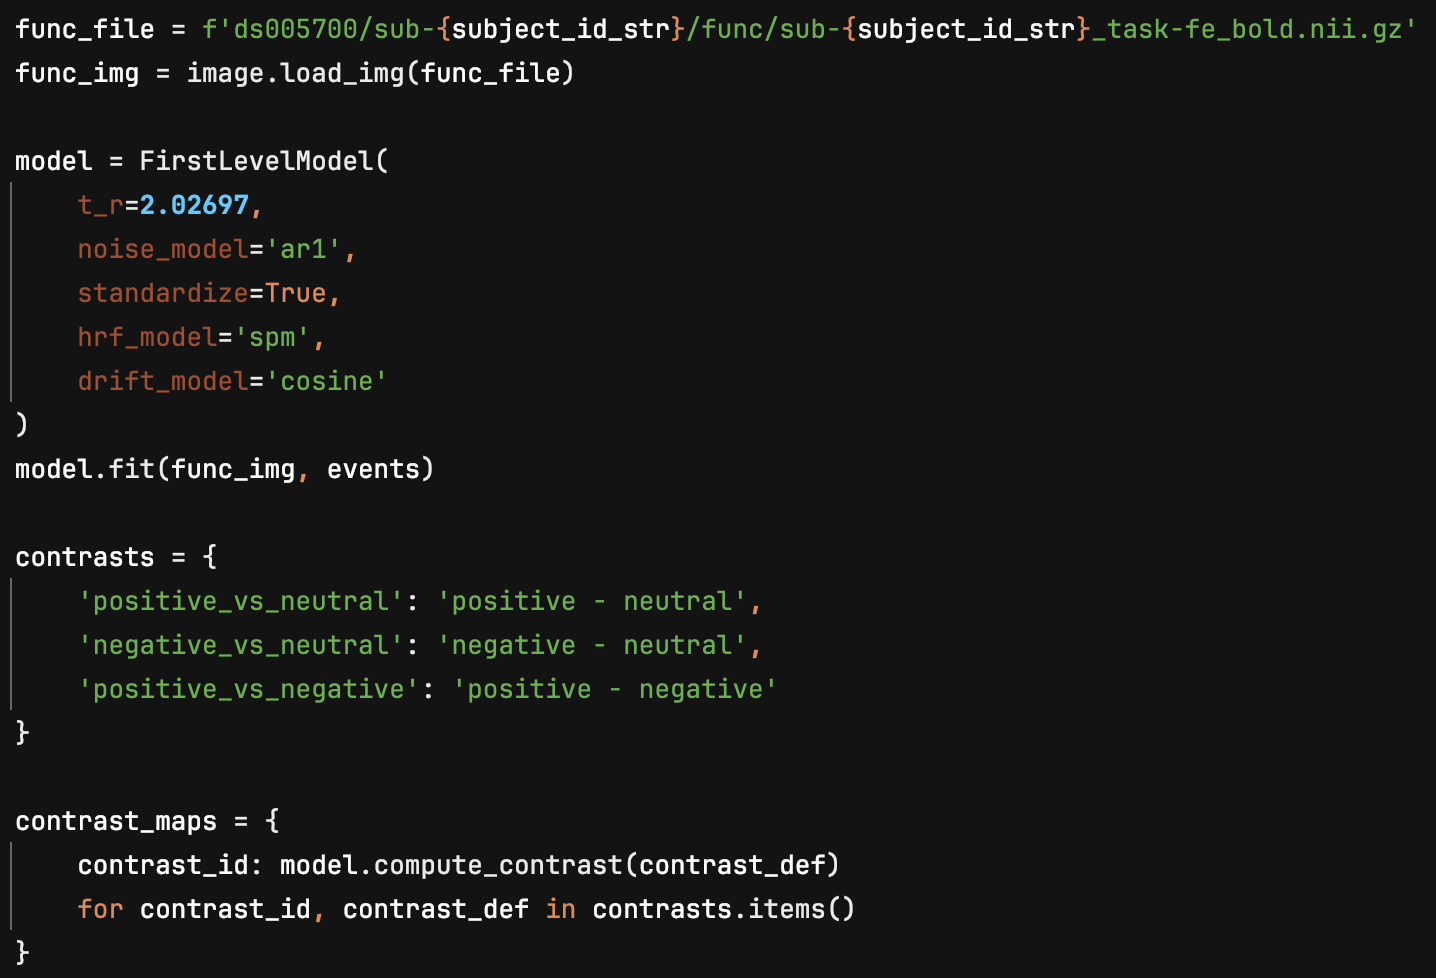 func_file = f'ds005700/sub-{subject_id_str}/func/sub-{subject_id_str}_task-fe_bold.nii.gz'
func_img = image.load_img(func_file)

model = FirstLevelModel(
    t_r=2.02697,
    noise_model='ar1',
    standardize=True,
    hrf_model='spm',
    drift_model='cosine'
)
model.fit(func_img, events)

contrasts = {
    'positive_vs_neutral': 'positive - neutral',
    'negative_vs_neutral': 'negative - neutral',
    'positive_vs_negative': 'positive - negative'
}

contrast_maps = {
    contrast_id: model.compute_contrast(contrast_def)
    for contrast_id, contrast_def in contrasts.items()
}